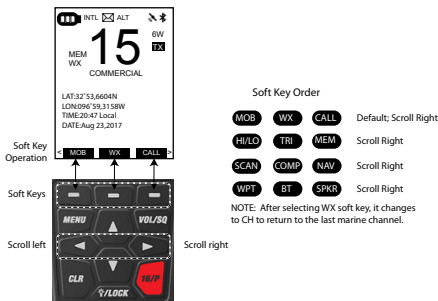 INTL ALT
15
6W
TX
MEM
WX
COMMERCIAL
LAT:32°53,6604N
LON:096°59,3158W
TIME:20:47 Local
DATE:Aug 23,2017
Soft Key
Operation
< MOB WX CALL >
Soft Keys
MENU VOL/SQ
Scroll left
Scroll right
CLR 16/P
/LOCK
Soft Key Order
MOB WX CALL Default; Scroll Right
HI/LO TRI MEM Scroll Right
SCAN COMP NAV Scroll Right
WPT BT SPKR Scroll Right
NOTE: After selecting WX soft key, it changes
to CH to return to the last marine channel.